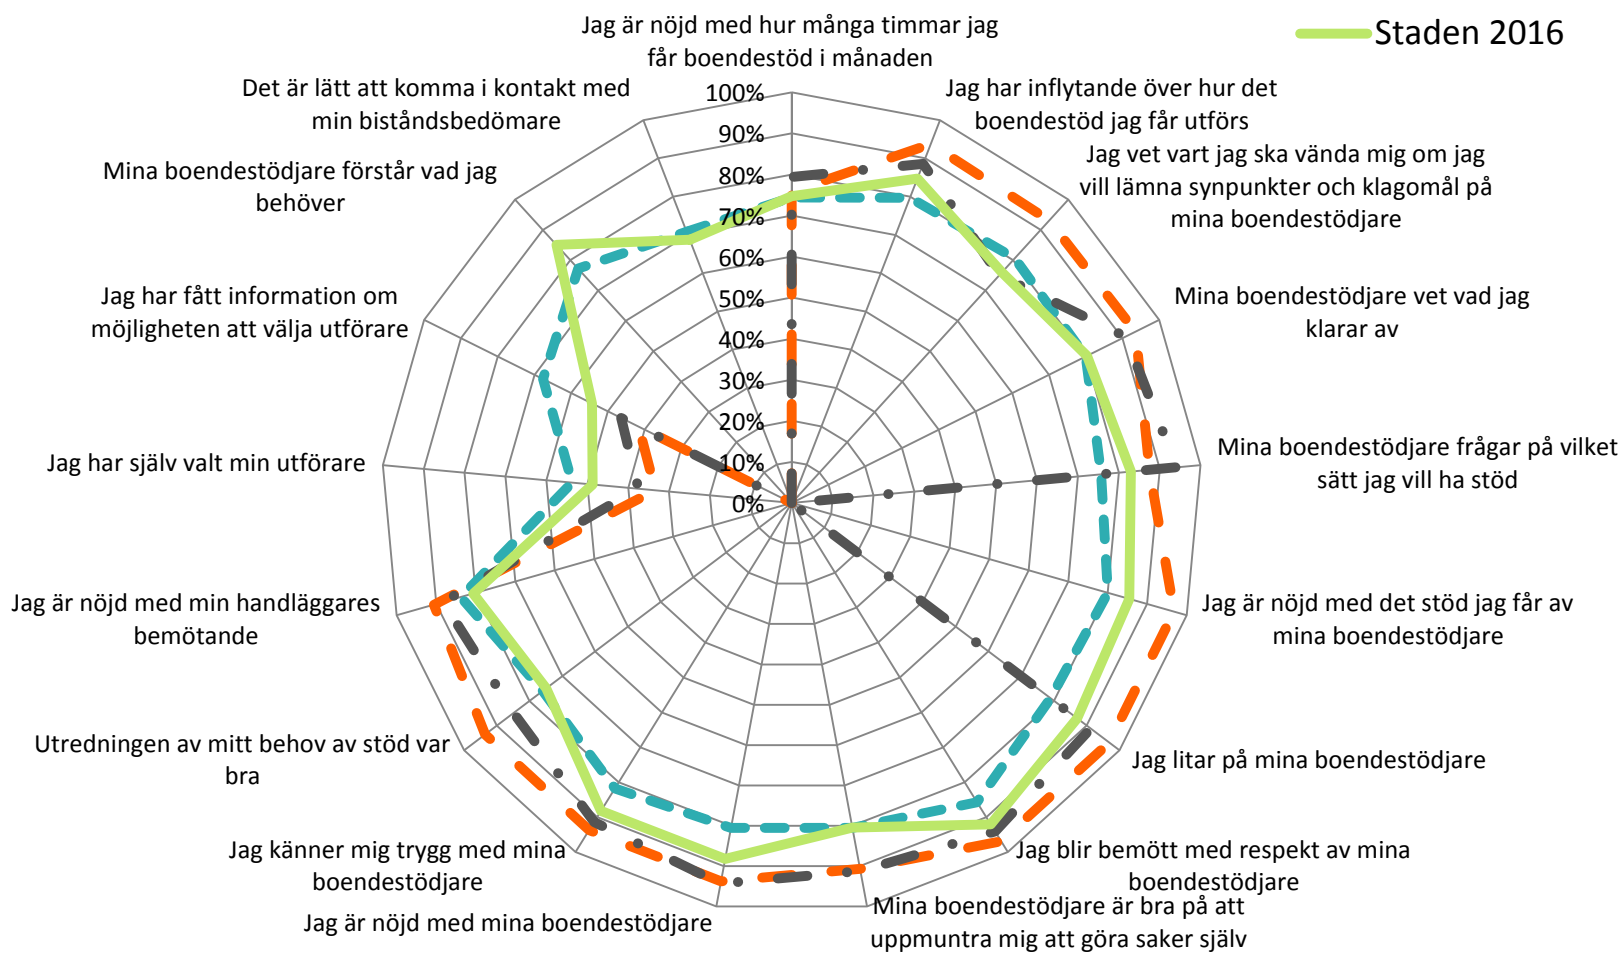 Jag är nöjd med hur många timmar jag
får boendestöd i månaden
Staden 2016
Jag har inflytande över hur det
boendestöd jag får utförs
Jag vet vart jag ska vända mig om jag
vill lämna synpunkter och klagomål på
mina boendestödjare
Mina boendestödjare vet vad jag
klarar av
Mina boendestödjare frågar på vilket
sätt jag vill ha stöd
Jag är nöjd med det stöd jag får av
mina boendestödjare
Jag litar på mina boendestödjare
Jag blir bemött med respekt av mina
boendestödjare
Mina boendestödjare är bra på att
uppmuntra mig att göra saker själv
Jag är nöjd med mina boendestödjare
Jag känner mig trygg med mina
boendestödjare
Utredningen av mitt behov av stöd var
bra
Jag är nöjd med min handläggares
bemötande
Jag har själv valt min utförare
Jag har fått information om
möjligheten att välja utförare
Mina boendestödjare förstår vad jag
behöver
Det är lätt att komma i kontakt med
min biståndsbedömare
100%
90%
80%
70%
60%
50%
40%
30%
20%
10%
0%